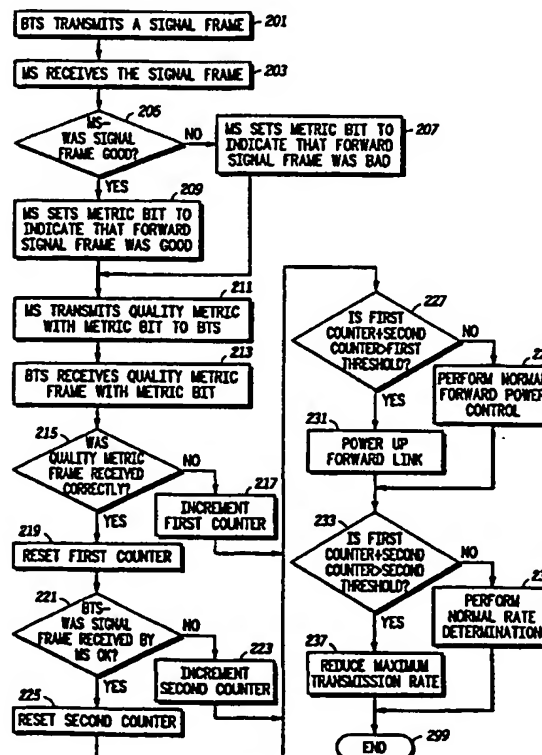 BTS TRANSMITS A SIGNAL FRAME
201
MS RECEIVES THE SIGNAL FRAME
203
205
MS-
WAS SIGNAL
FRAME GOOD?
NO
YES
MS SETS METRIC BIT TO
INDICATE THAT FORWARD
SIGNAL FRAME WAS BAD
207
209
MS SETS METRIC BIT TO
INDICATE THAT FORWARD
SIGNAL FRAME WAS GOOD
211
MS TRANSMITS QUALITY METRIC
WITH METRIC BIT TO BTS
213
BTS RECEIVES QUALITY METRIC
FRAME WITH METRIC BIT
215
WAS
QUALITY METRIC
FRAME RECEIVED
CORRECTLY?
NO
YES
217
INCREMENT
FIRST COUNTER
219
RESET FIRST COUNTER
221
BTS-
WAS SIGNAL
FRAME RECEIVED BY
MS OK?
NO
YES
223
INCREMENT
SECOND COUNTER
225
RESET SECOND COUNTER
227
IS FIRST
COUNTER+SECOND
COUNTER>FIRST
THRESHOLD?
NO
YES
PERFORM NORMAL
FORWARD POWER
CONTROL
231
POWER UP
FORWARD LINK
233
IS FIRST
COUNTER+SECOND
COUNTER>SECOND
THRESHOLD?
NO
YES
PERFORM
NORMAL RATE
DETERMINATION
237
REDUCE MAXIMUM
TRANSMISSION RATE
END
299